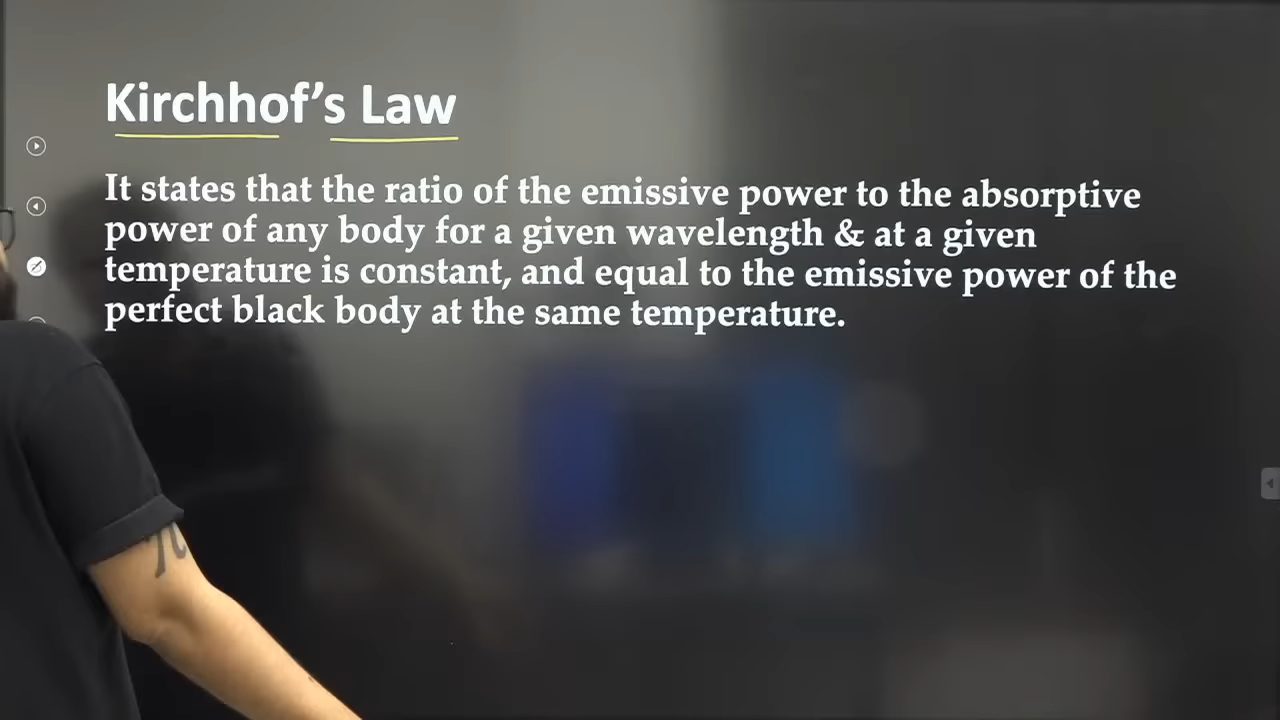 Kirchhof’s Law
It states that the ratio of the emissive power to the absorptive
power of any body for a given wavelength & at a given
temperature is constant, and equal to the emissive power of the
perfect black body at the same temperature.
π